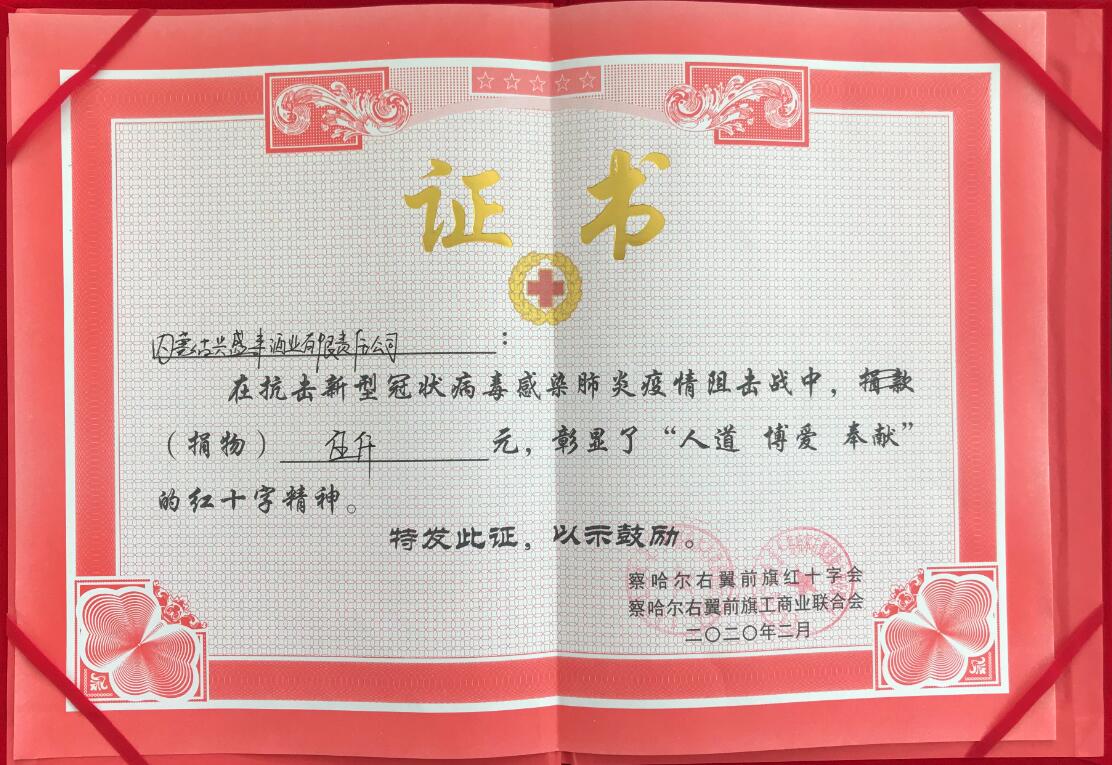 证书
内蒙古兴盛丰酒业有限责任公司：
在抗击新型冠状病毒感染肺炎疫情阻击战中，捐款
（捐物） 伍仟 元，彰显了“人道 博爱 奉献”
的红十字精神。
特发此证，以示鼓励。
察哈尔右翼前旗红十字会
察哈尔右翼前旗工商业联合会
二〇二〇年二月